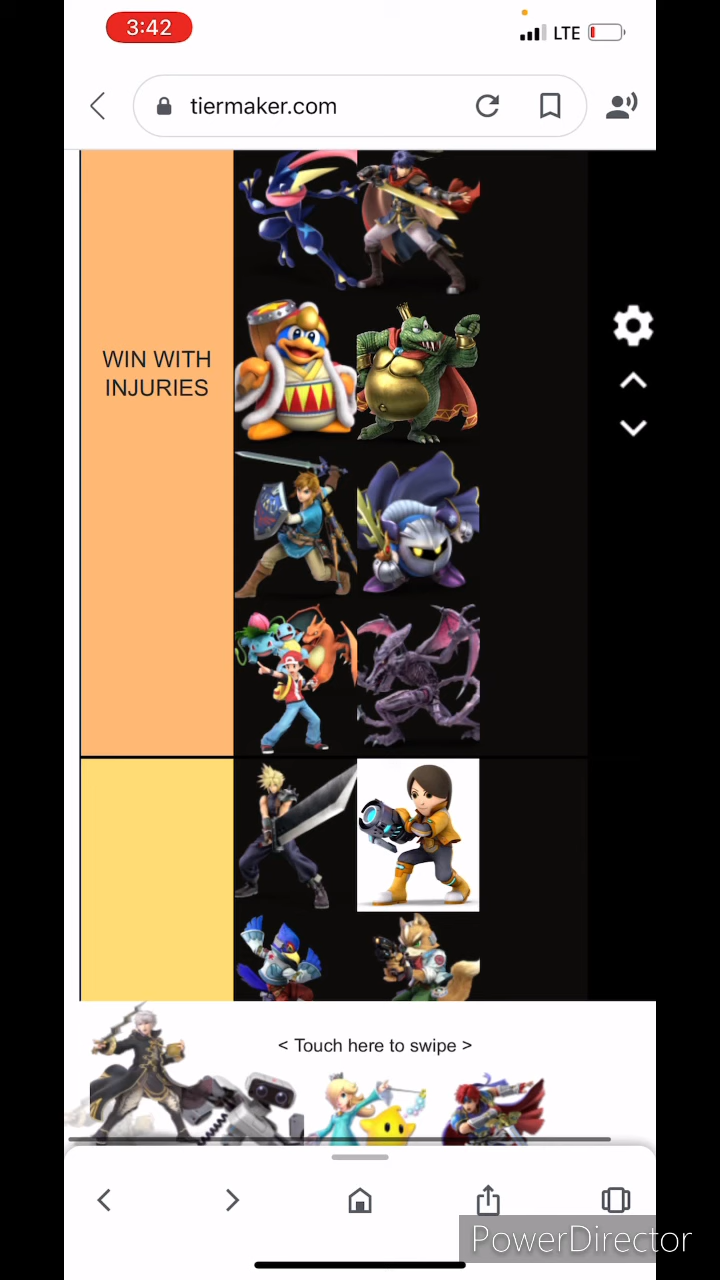 3:42
LTE
tiermaker.com
WIN WITH
INJURIES
< Touch here to swipe >
PowerDirector